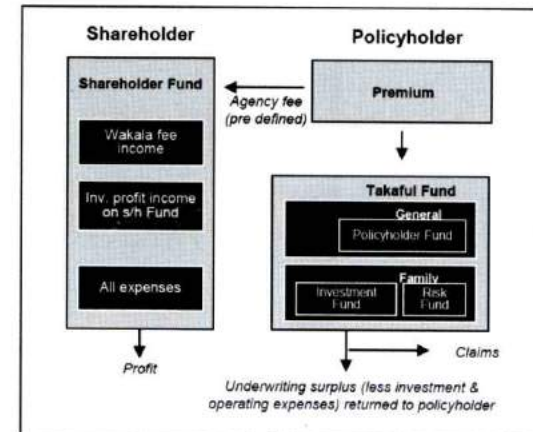 Shareholder
Policyholder
Shareholder Fund
Agency fee
(pre defined)
Premium
Wakala fee
income
Inv. profit income
on s/h Fund
All expenses
Takaful Fund
General
Policyholder Fund
Family
Investment
Fund
Risk
Fund
Profit
Claims
Underwriting surplus (less investment &
operating expenses) returned to policyholder